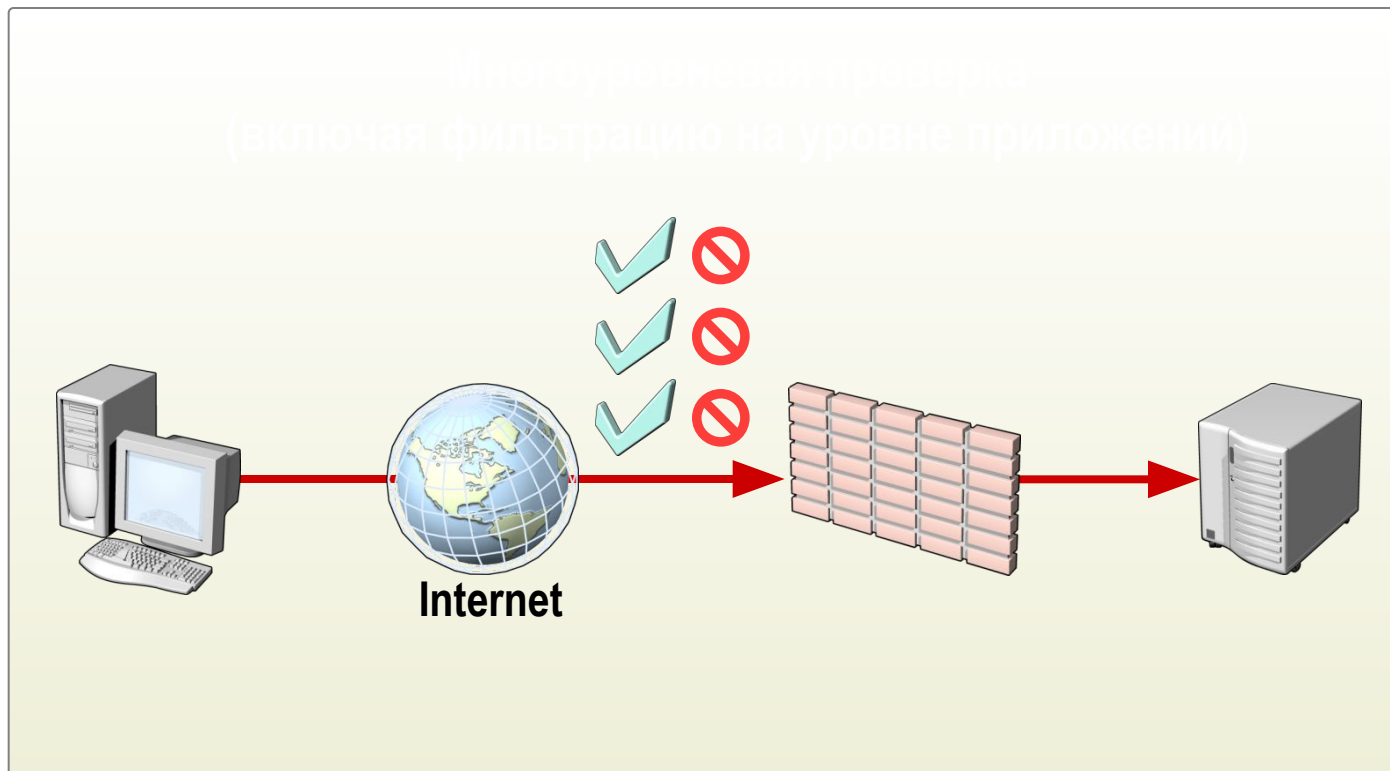 Многоуровневая проверка
(включая фильтрацию на уровне приложений)
Internet